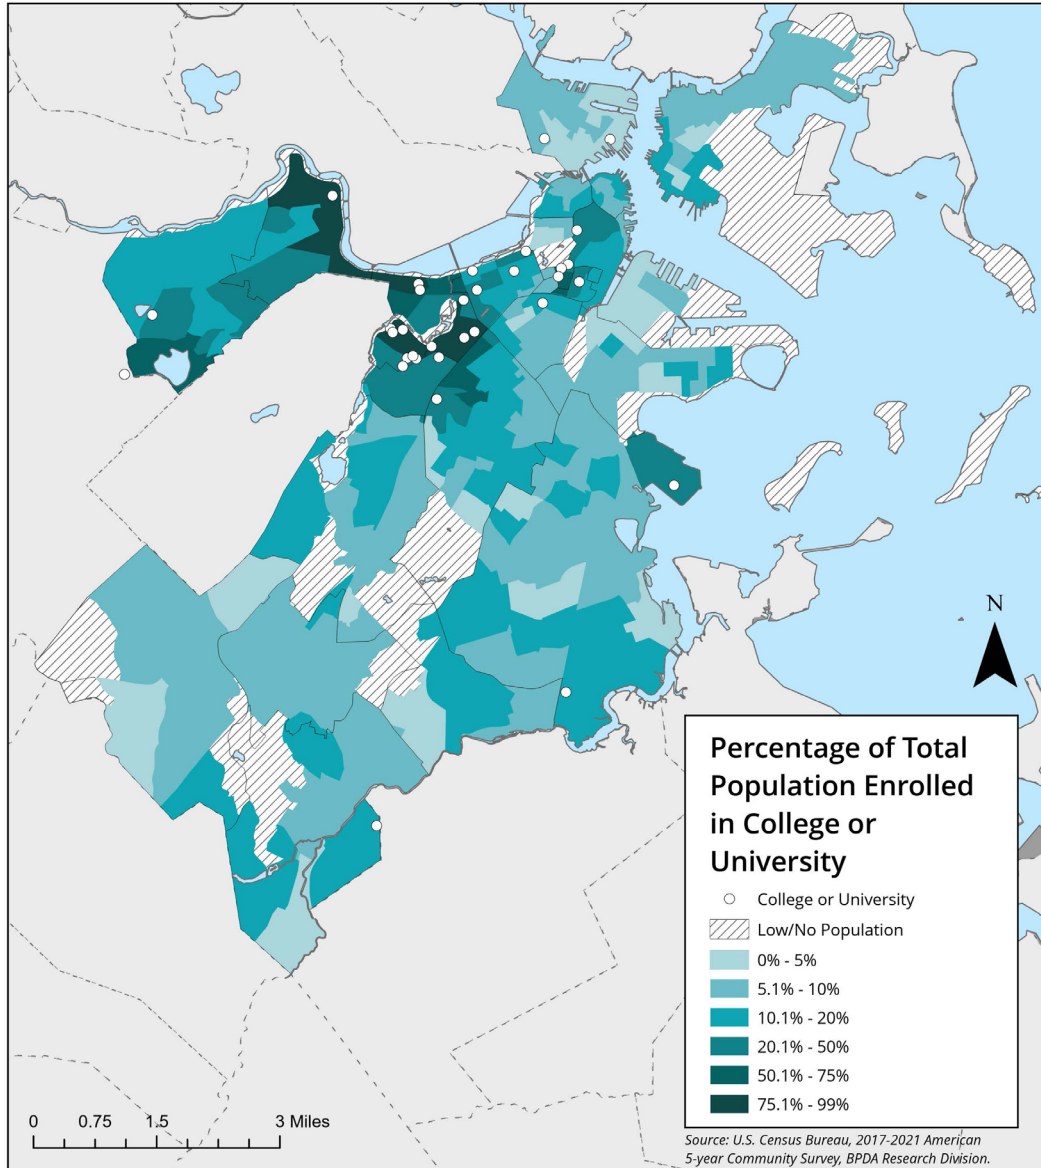 N
Percentage of Total
Population Enrolled
in College or
University
College or University
Low/No Population
0% - 5%
5.1% - 10%
10.1% - 20%
20.1% - 50%
50.1% - 75%
75.1% - 99%
0 0.75 1.5 3 Miles
Source: U.S. Census Bureau, 2017-2021 American
5-year Community Survey, BPDA Research Division.